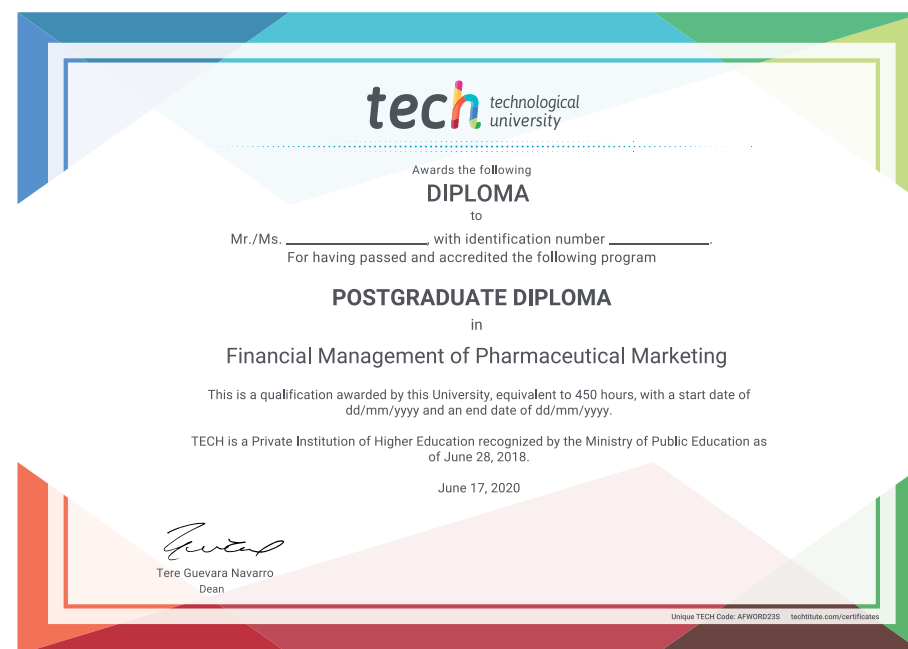 tech technological
university
Awards the following
DIPLOMA
to
Mr./Ms. ____________, with identification number ____________.
For having passed and accredited the following program
POSTGRADUATE DIPLOMA
in
Financial Management of Pharmaceutical Marketing
This is a qualification awarded by this University, equivalent to 450 hours, with a start date of
dd/mm/yyyy and an end date of dd/mm/yyyy.
TECH is a Private Institution of Higher Education recognized by the Ministry of Public Education as
of June 28, 2018.
June 17, 2020
Tere Guevara Navarro
Dean
Unique TECH Code: AFWORD23S techtitute.com/certificates